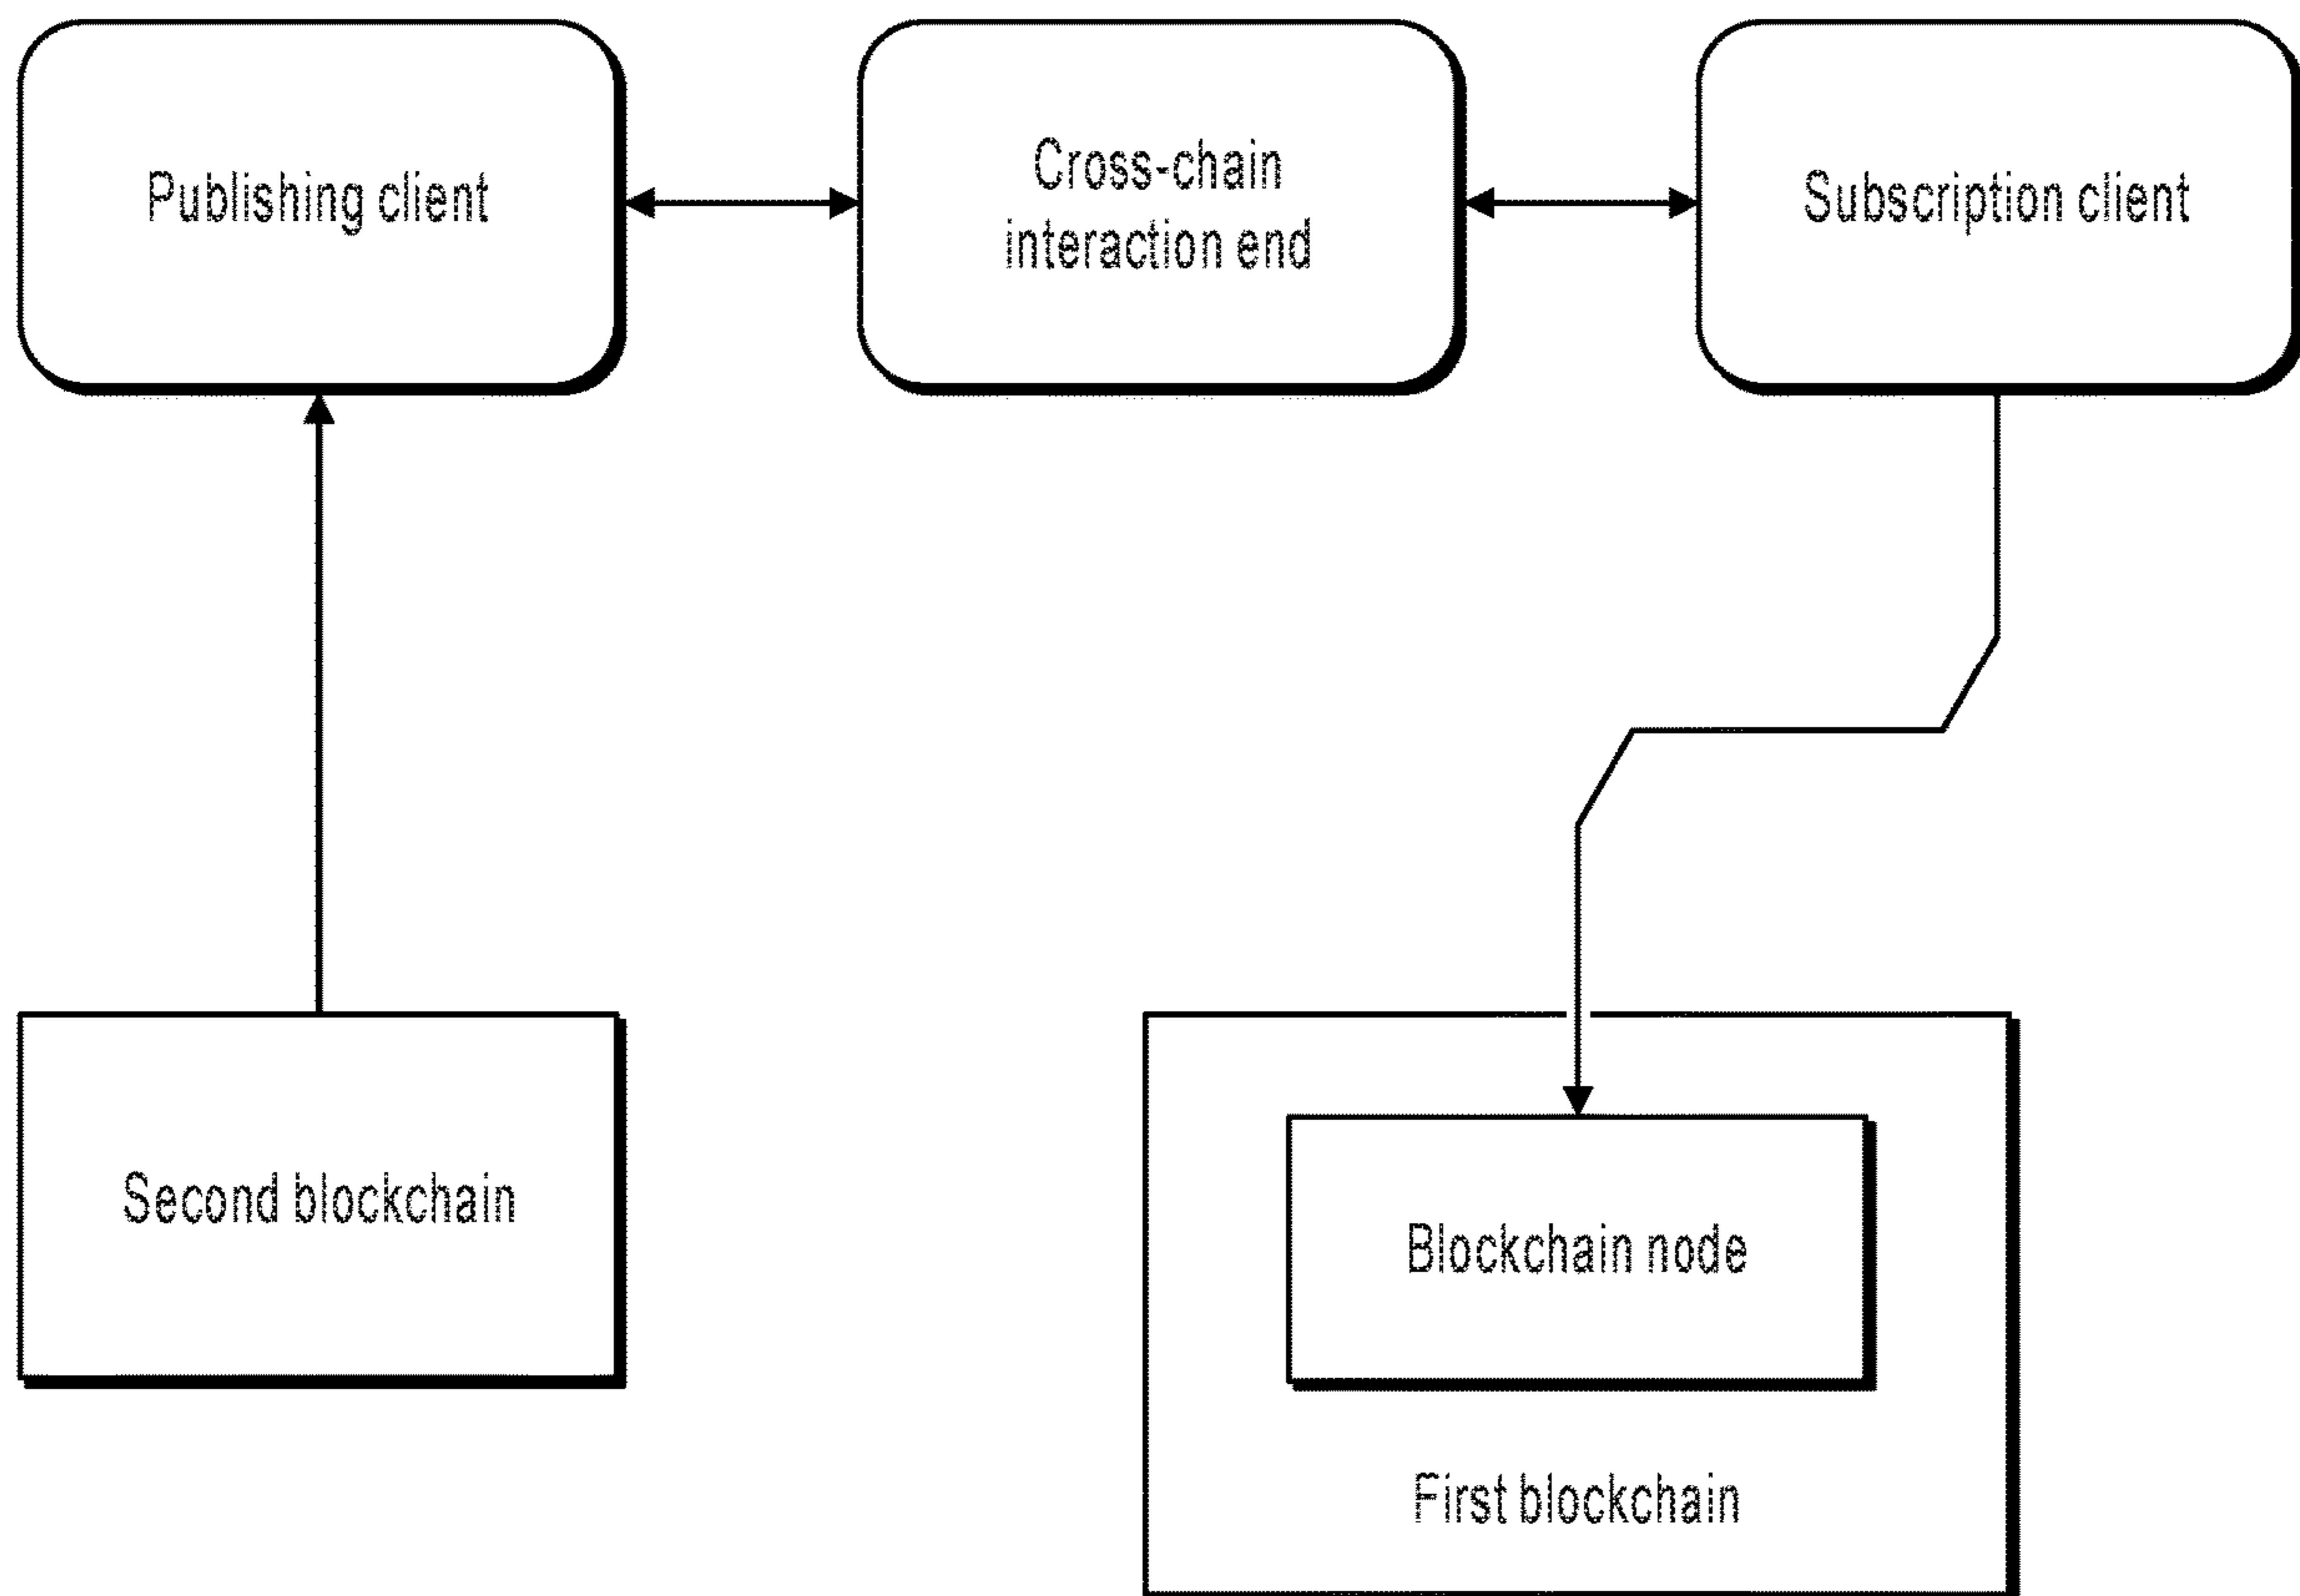 Publishing client
Cross-chain
interaction end
Subscription client
Second blockchain
Blockchain node
First blockchain